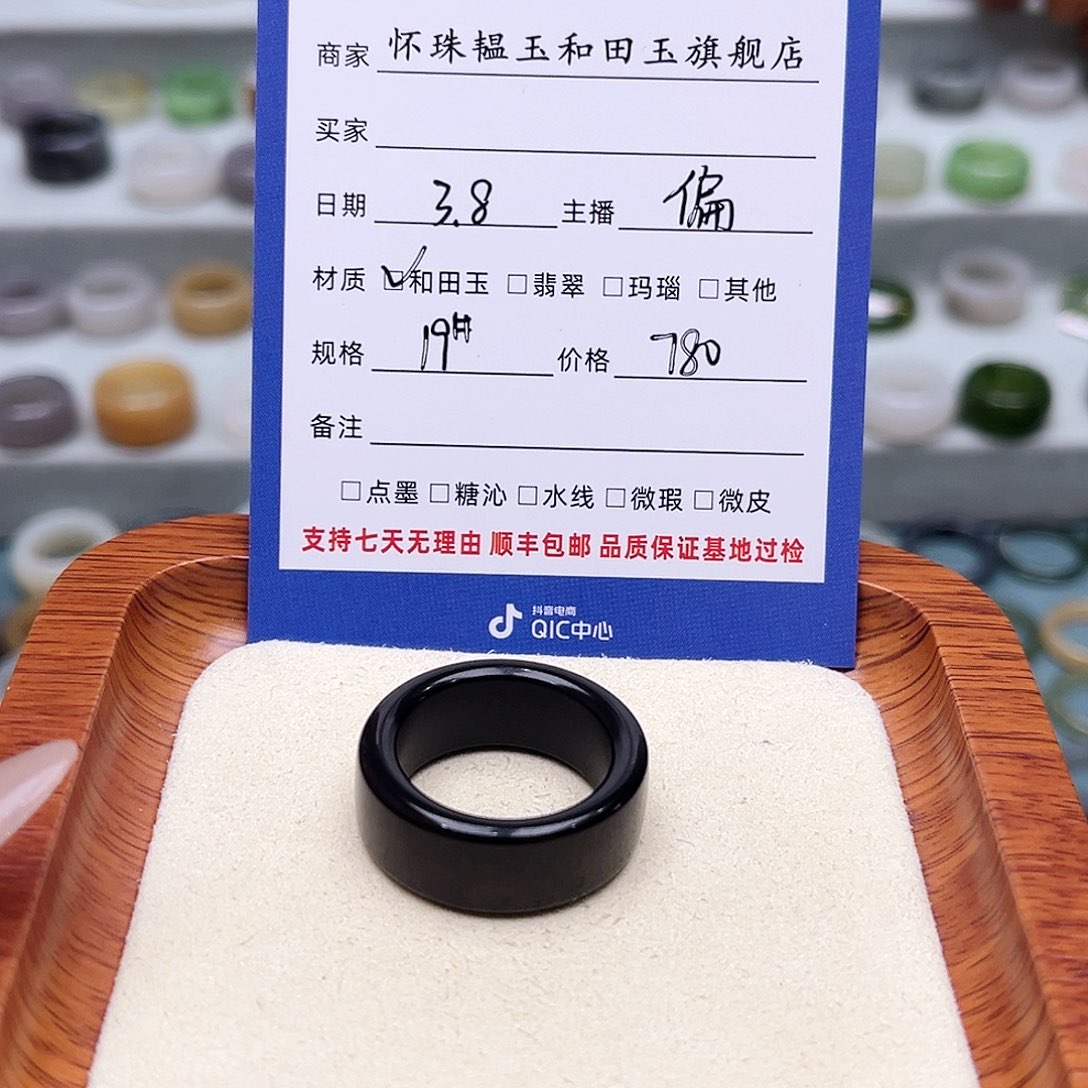 商家 怀珠韫玉和田玉旗舰店
买家
日期 3.8 主播 偏
材质 ☑和田玉 □翡翠 □玛瑙 □其他
规格 19# 价格 780
备注
□点墨 □糖沁 □水线 □微瑕 □微皮
支持七天无理由 顺丰包邮 品质保证基地过检
抖音电商
QIC中心